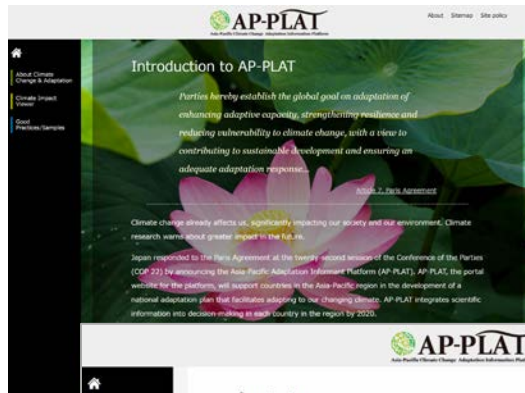 AP-PLAT
Asia-Pacific Climate Change Adaptation Information Platform
About Sitemap Site policy
About Climate
Change & Adaptation
Climate Impact
Viewer
Good
Practices/Samples
Introduction to AP-PLAT
Parties hereby establish the global goal on adaptation of
enhancing adaptive capacity, strengthening resilience and
reducing vulnerability to climate change, with a view to
contributing to sustainable development and ensuring an
adequate adaptation response...
Article 7, Paris Agreement
Climate change already affects us, significantly impacting our society and our environment. Climate
research warns about greater impact in the future.
Japan responded to the Paris Agreement at the twenty second session of the Conference of the Parties
(COP 22) by announcing the Asia-Pacific Adaptation Informant Platform (AP-PLAT). AP-PLAT, the portal
website for the platform, will support countries in the Asia-Pacific region in the development of a
national adaptation plan that facilitates adapting to our changing climate. AP-PLAT integrates scientific
information into decision-making in each country in the region by 2020.
AP-PLAT
Asia-Pacific Climate Change Adaptation Information Plat